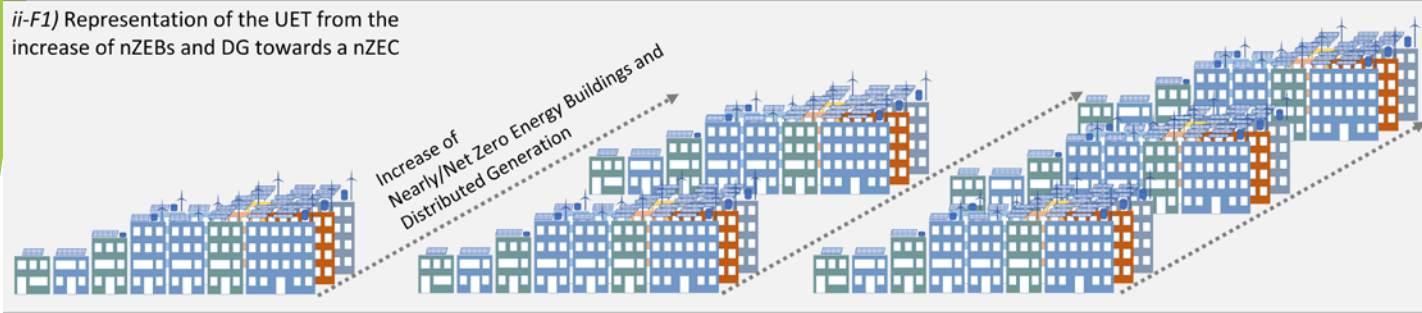 ii-F1) Representation of the UET from the
increase of nZEBs and DG towards a nZEC
Increase of
Nearly/Net Zero Energy Buildings and
Distributed Generation